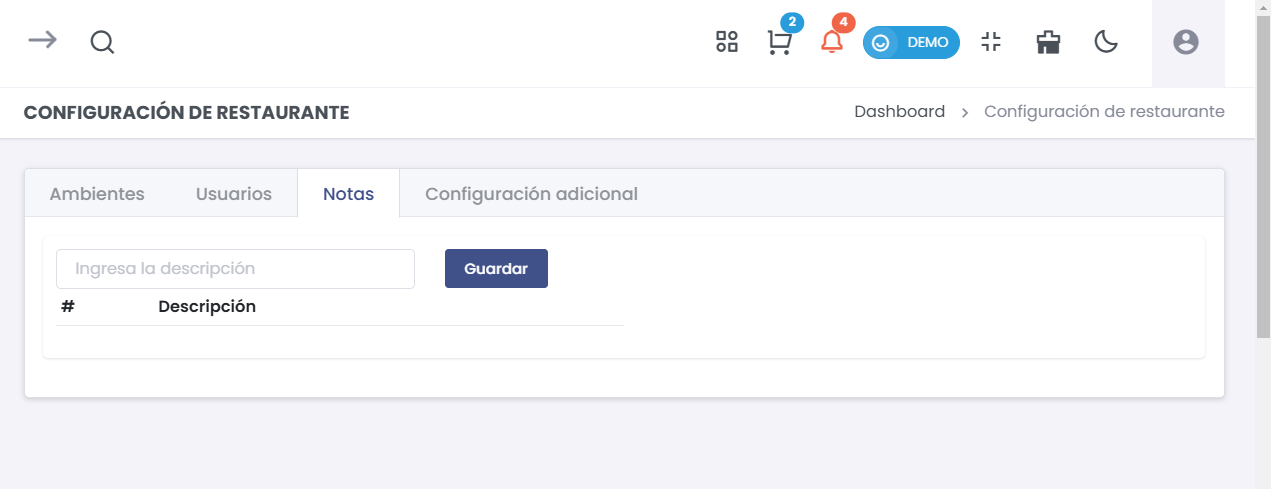 2
4
DEMO
CONFIGURACIÓN DE RESTAURANTE
Dashboard > Configuración de restaurante
Ambientes Usuarios Notas Configuración adicional
Ingresa la descripción Guardar
# Descripción